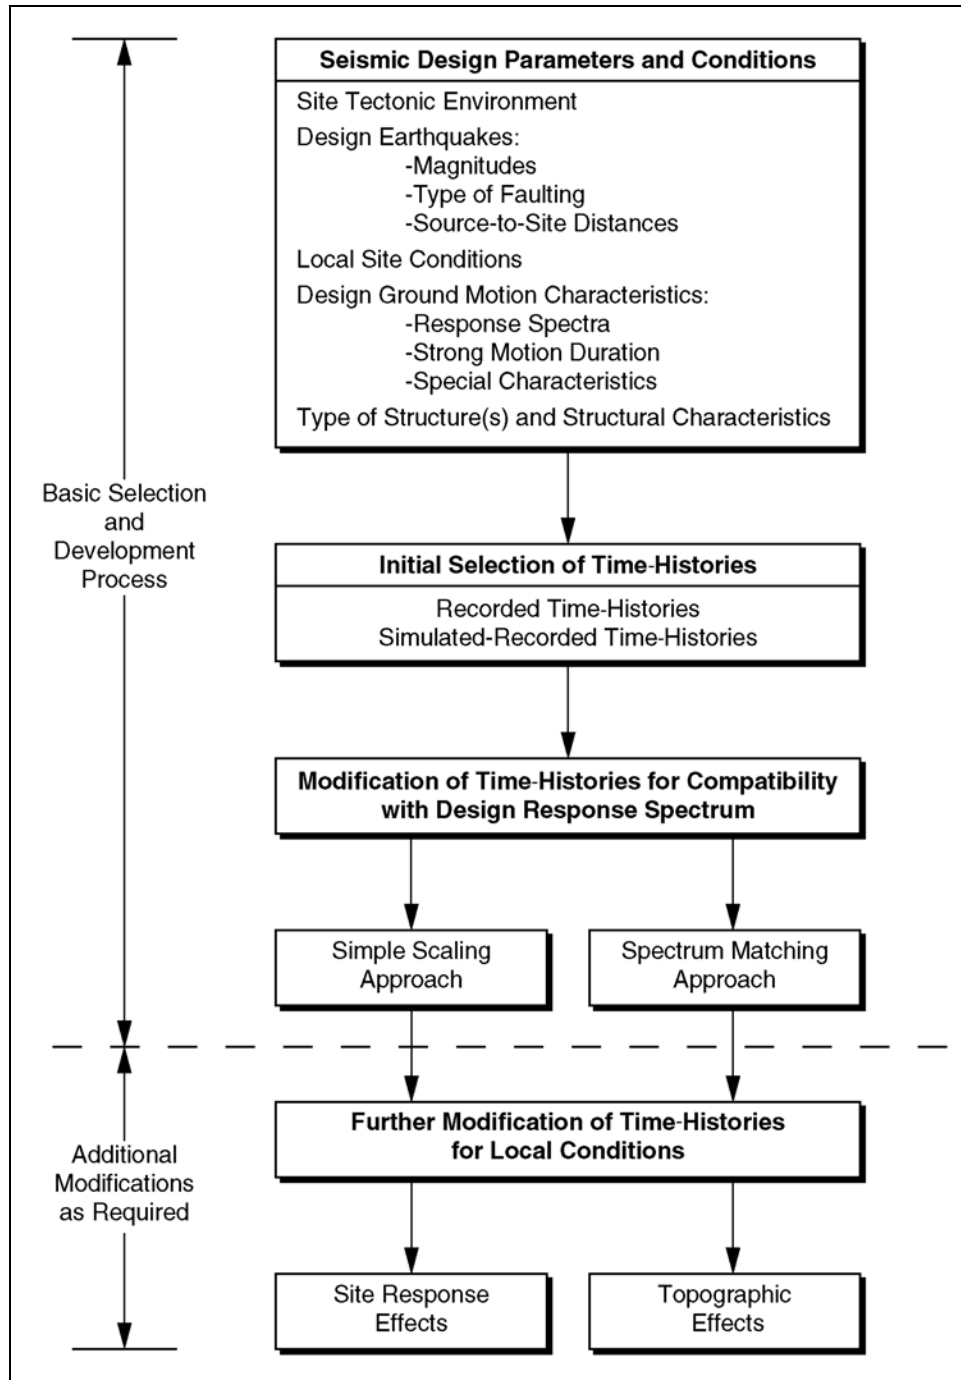 Seismic Design Parameters and Conditions
Site Tectonic Environment
Design Earthquakes:
-Magnitudes
-Type of Faulting
-Source-to-Site Distances
Local Site Conditions
Design Ground Motion Characteristics:
-Response Spectra
-Strong Motion Duration
-Special Characteristics
Type of Structure(s) and Structural Characteristics
Basic Selection
and
Development
Process
Initial Selection of Time-Histories
Recorded Time-Histories
Simulated-Recorded Time-Histories
Modification of Time-Histories for Compatibility
with Design Response Spectrum
Simple Scaling
Approach
Spectrum Matching
Approach
Additional
Modifications
as Required
Further Modification of Time-Histories
for Local Conditions
Site Response
Effects
Topographic
Effects